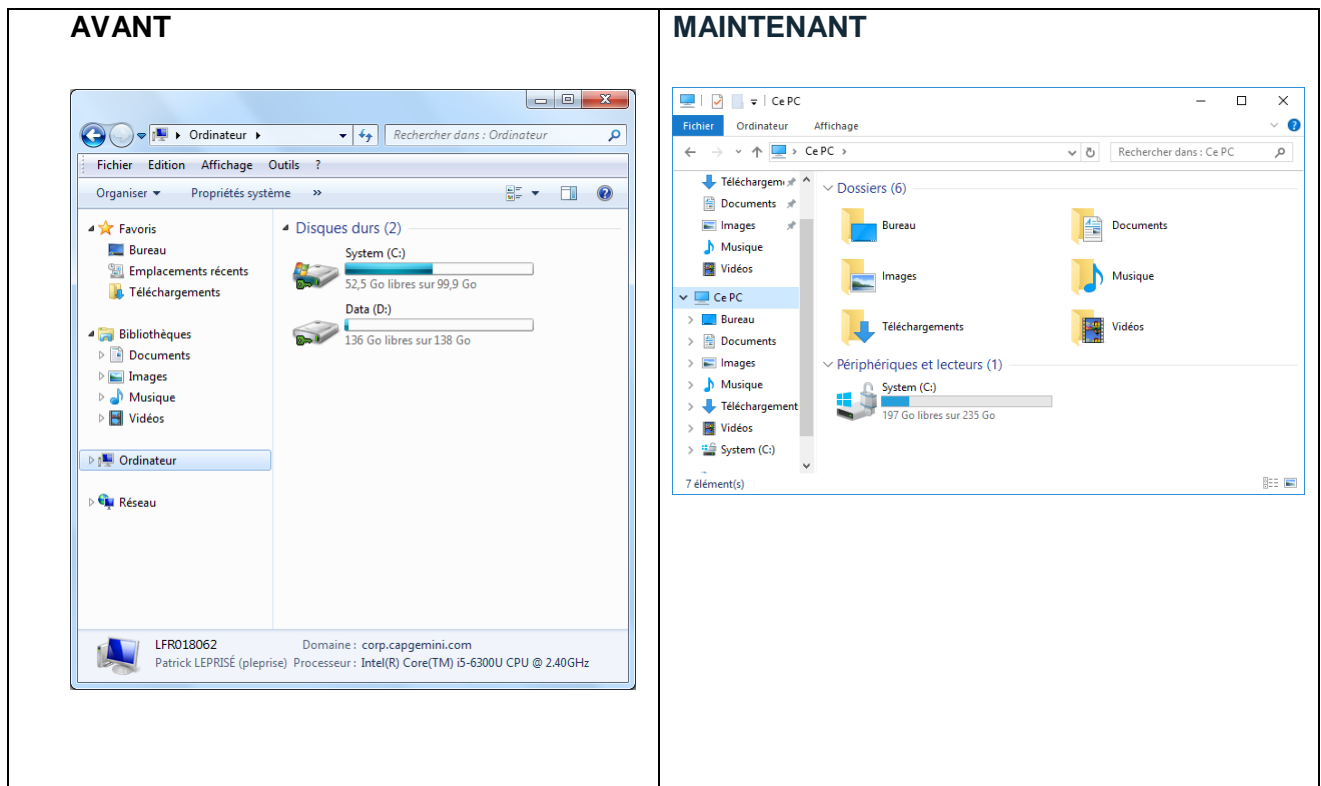 AVANT
Ordinateur
Rechercher dans : Ordinateur
Fichier Edition Affichage Outils ?
Organiser Propriétés système »
Favoris
Bureau
Emplacements récents
Téléchargements
Bibliothèques
Documents
Images
Musique
Vidéos
Ordinateur
Réseau
Disques durs (2)
System (C:)
52,5 Go libres sur 99,9 Go
Data (D:)
136 Go libres sur 138 Go
LFR018062 Domaine : corp.capgemini.com
Patrick LEPRISÉ (pleprise) Processeur : Intel(R) Core(TM) i5-6300U CPU @ 2.40GHz
MAINTENANT
Ce PC
Fichier Ordinateur Affichage
Ce PC
Rechercher dans : Ce PC
Téléchargem
Documents
Images
Musique
Vidéos
Ce PC
Bureau
Documents
Images
Musique
Téléchargement
Vidéos
System (C:)
Dossiers (6)
Bureau Documents
Images Musique
Téléchargements Vidéos
Périphériques et lecteurs (1)
System (C:)
197 Go libres sur 235 Go
7 élément(s)